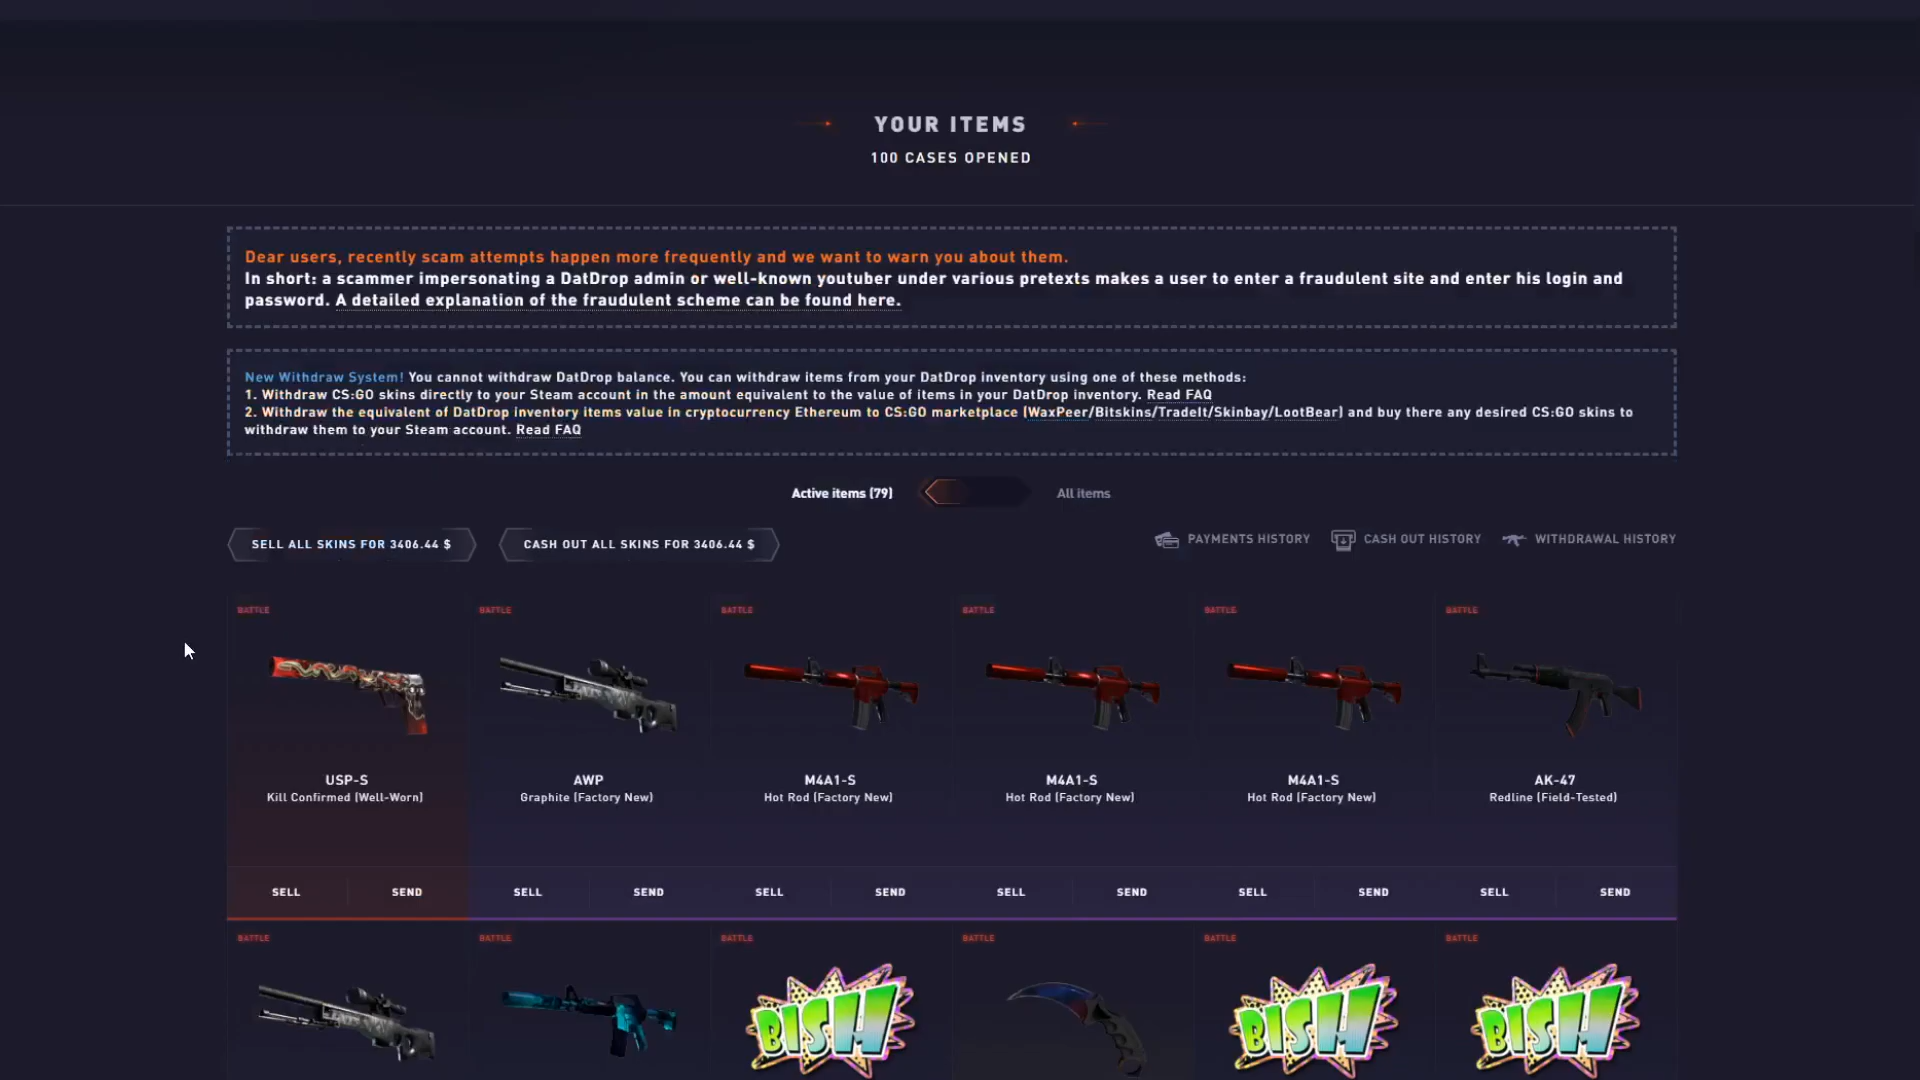 YOUR ITEMS
100 CASES OPENED
Dear users, recently scam attempts happen more frequently and we want to warn you about them.
In short: a scammer impersonating a DatDrop admin or well-known youtuber under various pretexts makes a user to enter a fraudulent site and enter his login and
password. A detailed explanation of the fraudulent scheme can be found here.
New Withdraw System! You cannot withdraw DatDrop balance. You can withdraw items from your DatDrop inventory using one of these methods:
1. Withdraw CS:GO skins directly to your Steam account in the amount equivalent to the value of items in your DatDrop inventory. Read FAQ
2. Withdraw the equivalent of DatDrop inventory items value in cryptocurrency Ethereum to CS:GO marketplace (WaxPeer/Bitskins/TradeIt/Skinbay/LootBear) and buy there any desired CS:GO skins to
withdraw them to your Steam account. Read FAQ
Active items (79) All items
SELL ALL SKINS FOR 3406.44 $ CASH OUT ALL SKINS FOR 3406.44 $ PAYMENTS HISTORY CASH OUT HISTORY WITHDRAWAL HISTORY
BATTLE BATTLE BATTLE BATTLE BATTLE BATTLE
USP-S AWP M4A1-S M4A1-S M4A1-S AK-47
Kill Confirmed (Well-Worn) Graphite (Factory New) Hot Rod (Factory New) Hot Rod (Factory New) Hot Rod (Factory New) Redline (Field-Tested)
SELL SEND SELL SEND SELL SEND SELL SEND SELL SEND SELL SEND
BATTLE BATTLE BATTLE BATTLE BATTLE BATTLE
BISH BISH BISH